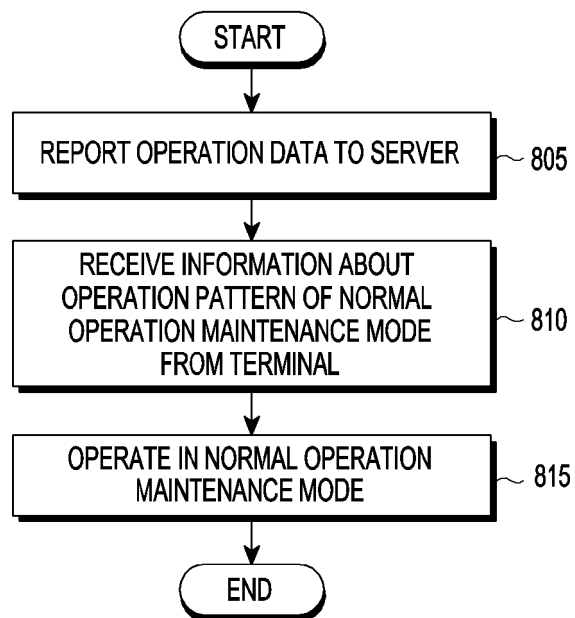 START
REPORT OPERATION DATA TO SERVER
805
RECEIVE INFORMATION ABOUT
OPERATION PATTERN OF NORMAL
OPERATION MAINTENANCE MODE
FROM TERMINAL
810
OPERATE IN NORMAL OPERATION
MAINTENANCE MODE
815
END